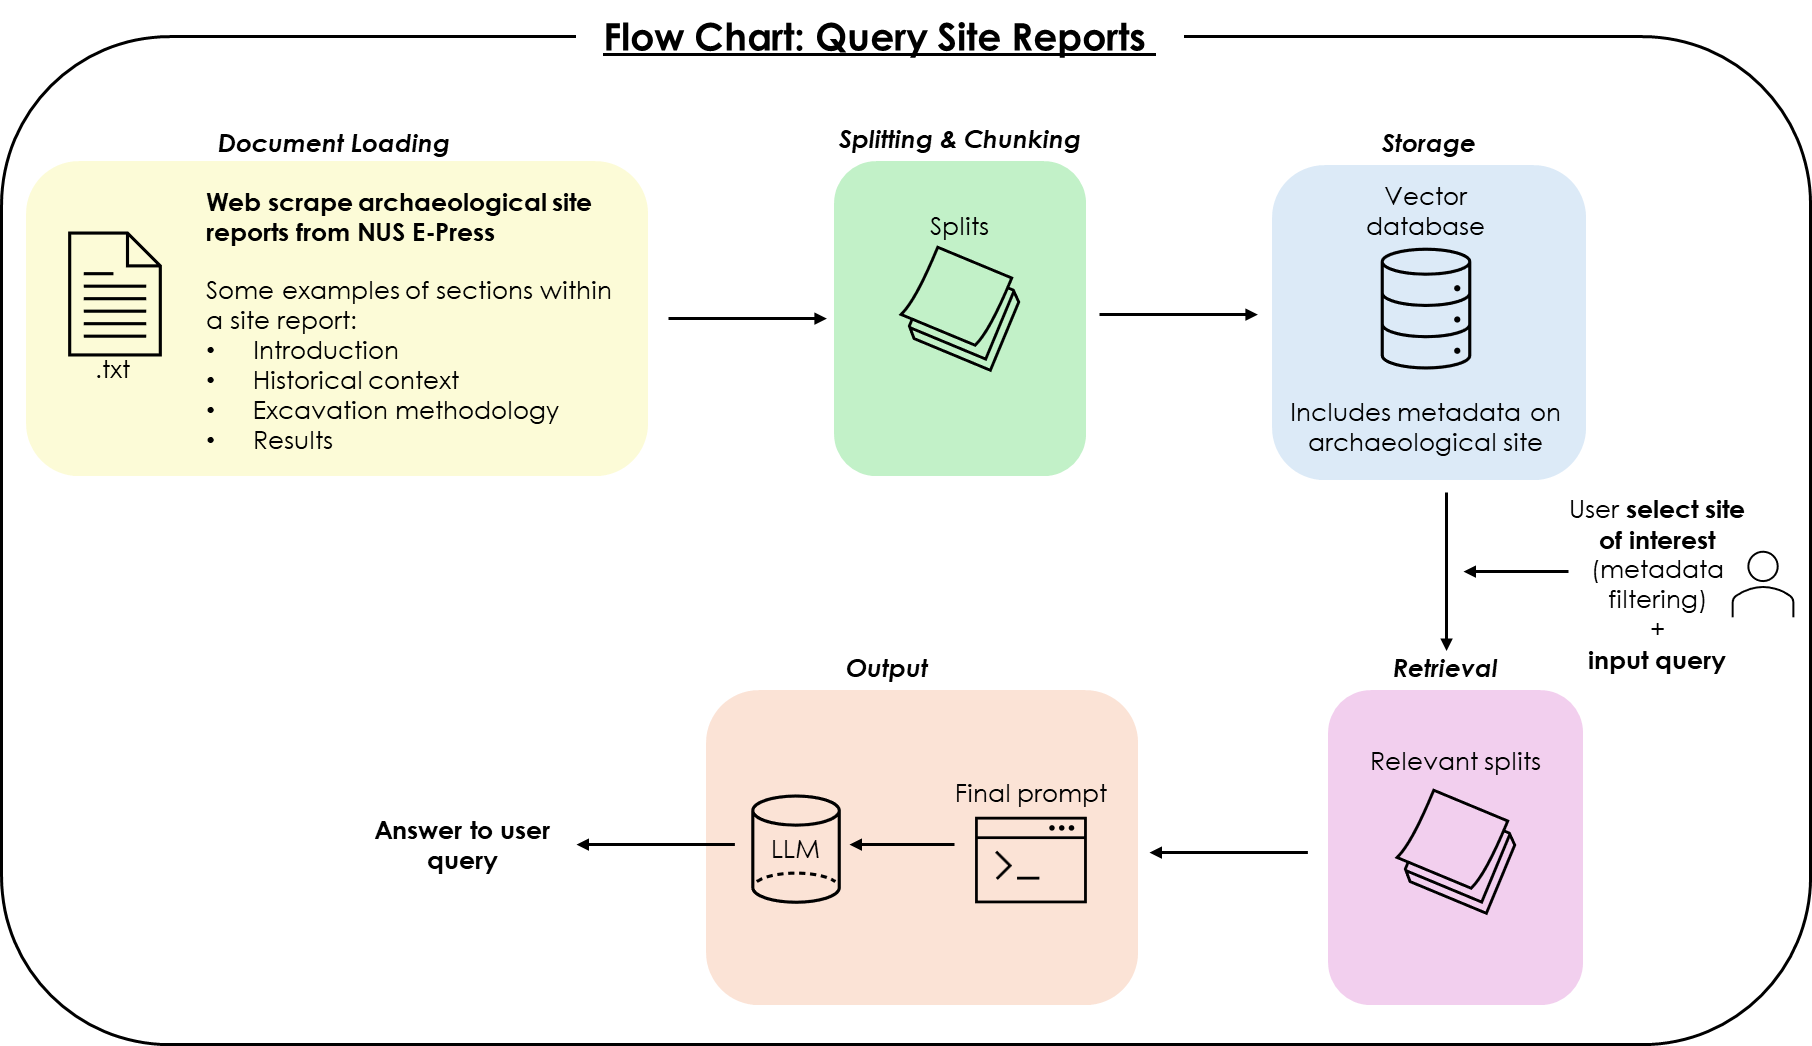 Flow Chart: Query Site Reports
Document Loading
Web scrape archaeological site
reports from NUS E-Press
Some examples of sections within
a site report:
• Introduction
• Historical context
• Excavation methodology
• Results
.txt
Splitting & Chunking
Splits
Storage
Vector
database
Includes metadata on
archaeological site
User select site
of interest
(metadata
filtering)
+
input query
Retrieval
Relevant splits
Output
Final prompt
LLM
Answer to user
query